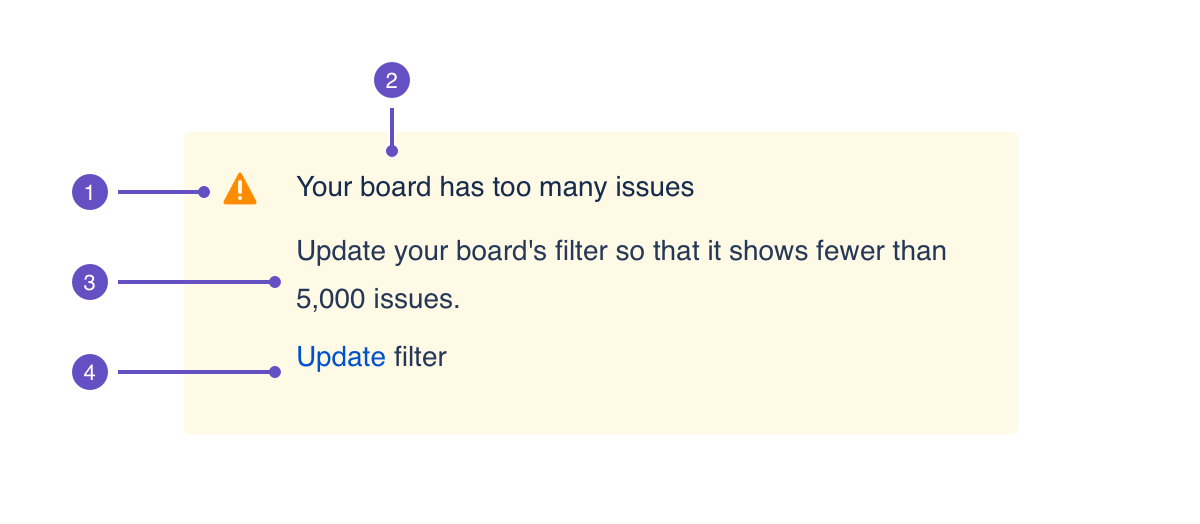 2
1
Your board has too many issues
Update your board's filter so that it shows fewer than
3
5,000 issues.
Update filter
4